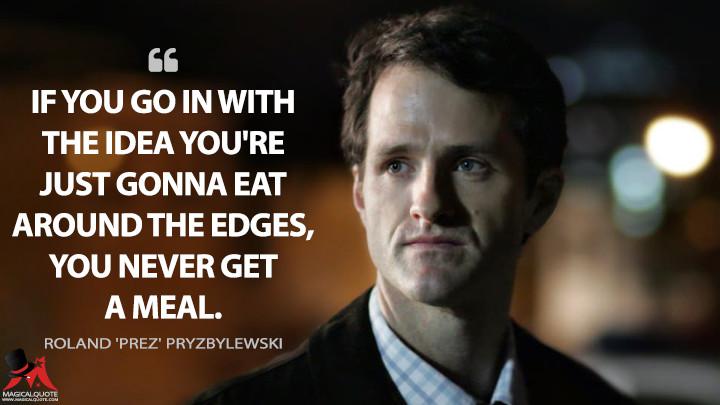 “
IF YOU GO IN WITH
THE IDEA YOU'RE
JUST GONNA EAT
AROUND THE EDGES,
YOU NEVER GET
A MEAL.
ROLAND 'PREZ' PRYZBYLEWSKI
MAGICALQUOTE
WWW.MAGICALQUOTE.COM